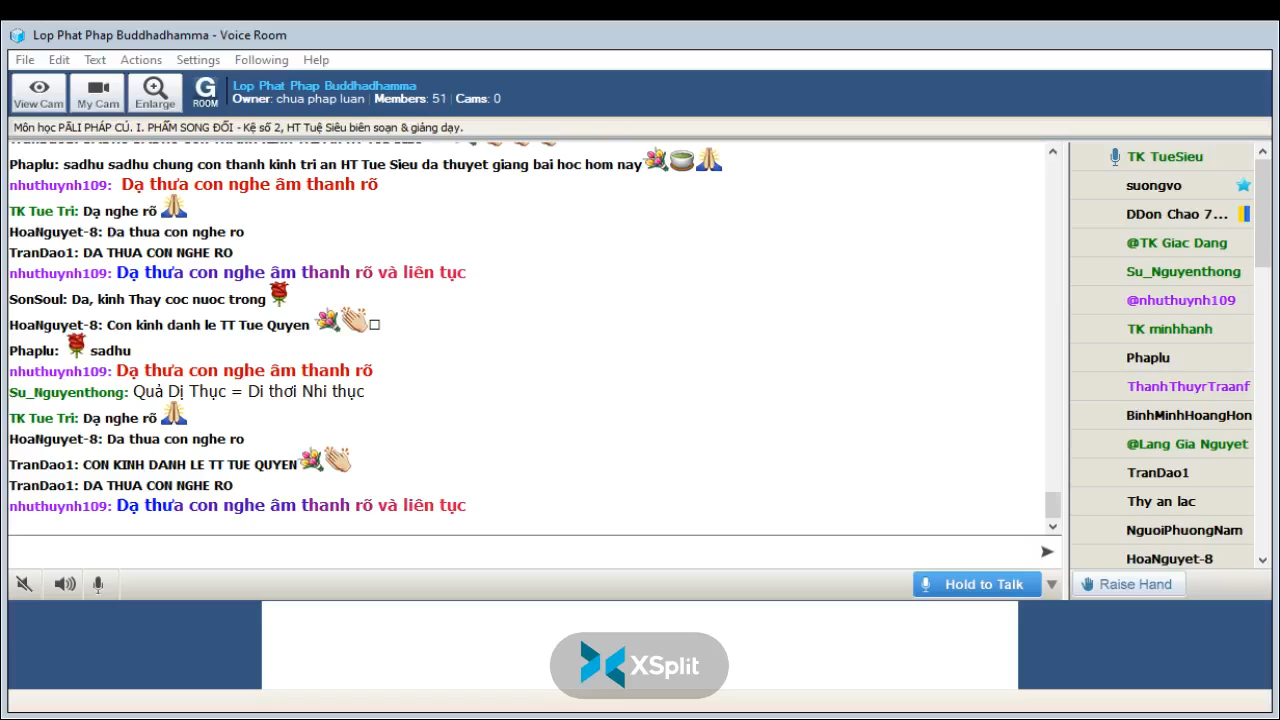 Lop Phat Phap Buddhadhamma - Voice Room
File Edit Text Actions Settings Following Help
View Cam My Cam Enlarge G ROOM
Lop Phat Phap Buddhadhamma
Owner: chua phap luan | Members: 51 | Cams: 0
Môn học PĀLI PHÁP CÚ. I. PHẨM SONG ĐỐI - Kệ số 2, HT Tuệ Siêu biên soạn & giảng dạy.
Phaplu: sadhu sadhu chung con thanh kinh tri an HT Tue Sieu da thuyet giang bai hoc hom nay
nhuthuynh109: Dạ thưa con nghe âm thanh rõ
TK Tue Tri: Dạ nghe rõ
HoaNguyet-8: Da thua con nghe ro
TranDao1: DA THUA CON NGHE RO
nhuthuynh109: Dạ thưa con nghe âm thanh rõ và liên tục
SonSoul: Da, kinh Thay coc nuoc trong
HoaNguyet-8: Con kinh danh le TT Tue Quyen
Phaplu: sadhu
nhuthuynh109: Dạ thưa con nghe âm thanh rõ
Su_Nguyenthong: Quả Dị Thục = Di thơi Nhi thục
TK Tue Tri: Dạ nghe rõ
HoaNguyet-8: Da thua con nghe ro
TranDao1: CON KINH DANH LE TT TUE QUYEN
TranDao1: DA THUA CON NGHE RO
nhuthuynh109: Dạ thưa con nghe âm thanh rõ và liên tục
Hold to Talk
TK TueSieu
suongvo
DDon Chao 7...
@TK Giac Dang
Su_Nguyenthong
@nhuthuynh109
TK minhhanh
Phaplu
ThanhThuyrTraanf
BinhMinhHoangHon
@Lang Gia Nguyet
TranDao1
Thy an lac
NguoiPhuongNam
HoaNguyet-8
Raise Hand
XSplit